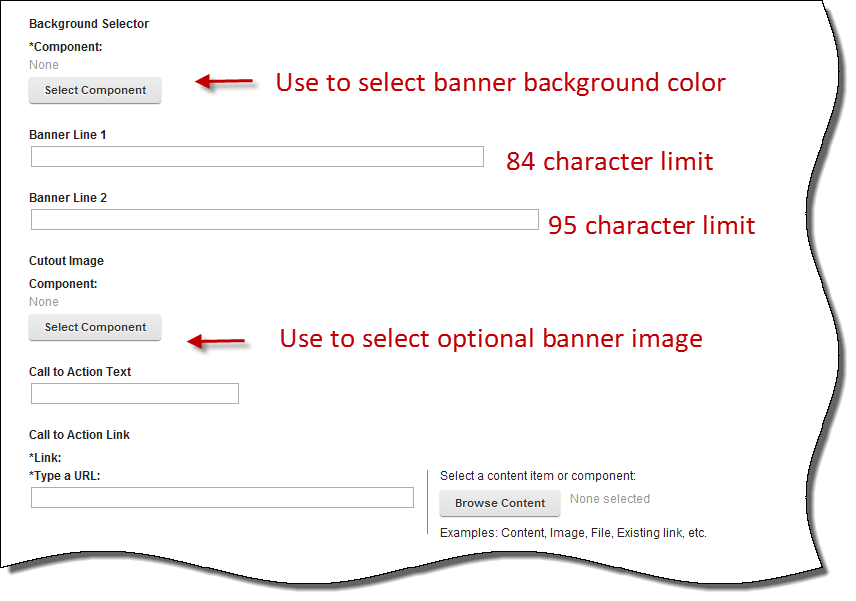 Background Selector
*Component:
None
Select Component
Use to select banner background color
Banner Line 1
84 character limit
Banner Line 2
95 character limit
Cutout Image
Component:
None
Select Component
Use to select optional banner image
Call to Action Text
Call to Action Link
*Link:
*Type a URL:
Select a content item or component:
Browse Content
None selected
Examples: Content, Image, File, Existing link, etc.